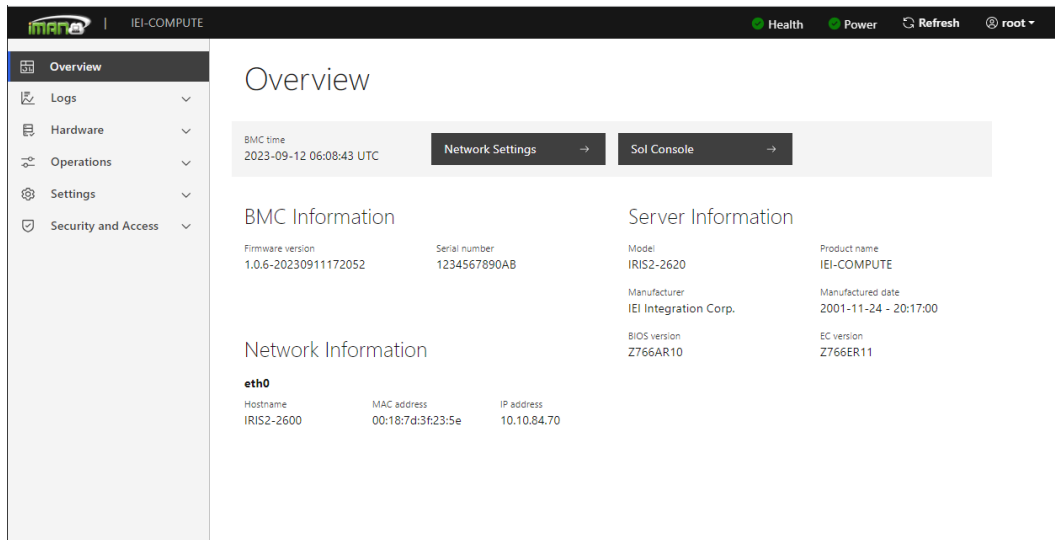 iMAN
IEI-COMPUTE
Health
Power
Refresh
root
Overview
Logs
Hardware
Operations
Settings
Security and Access
Overview
BMC time
2023-09-12 06:08:43 UTC
Network Settings →
Sol Console →
BMC Information
Firmware version
1.0.6-20230911172052
Serial number
1234567890AB
Server Information
Model
IRIS2-2620
Product name
IEI-COMPUTE
Manufacturer
IEI Integration Corp.
Manufactured date
2001-11-24 - 20:17:00
BIOS version
Z766AR10
EC version
Z766ER11
Network Information
eth0
Hostname
IRIS2-2600
MAC address
00:18:7d:3f:23:5e
IP address
10.10.84.70